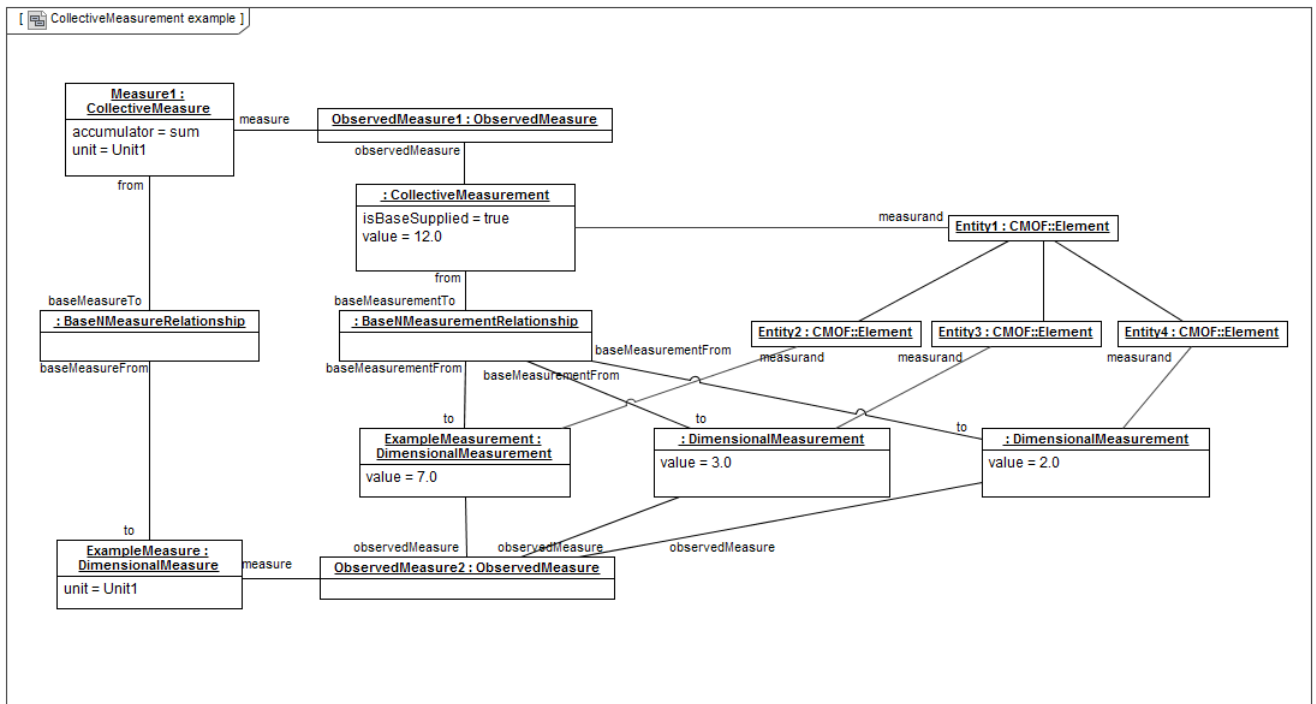 [ CollectiveMeasurement example ]
Measure1 :
CollectiveMeasure
accumulator = sum
unit = Unit1
measure
ObservedMeasure1 : ObservedMeasure
observedMeasure
from
: CollectiveMeasurement
isBaseSupplied = true
value = 12.0
measurand
Entity1 : CMOF::Element
from
baseMeasureTo
baseMeasurementTo
: BaseNMeasureRelationship
: BaseNMeasurementRelationship
Entity2 : CMOF::Element
Entity3 : CMOF::Element
Entity4 : CMOF::Element
baseMeasurementFrom
measurand
measurand
measurand
baseMeasureFrom
baseMeasurementFrom
baseMeasurementFrom
to
to
to
ExampleMeasurement :
DimensionalMeasurement
value = 7.0
: DimensionalMeasurement
value = 3.0
: DimensionalMeasurement
value = 2.0
to
observedMeasure
observedMeasure
observedMeasure
ExampleMeasure :
DimensionalMeasure
unit = Unit1
measure
ObservedMeasure2 : ObservedMeasure